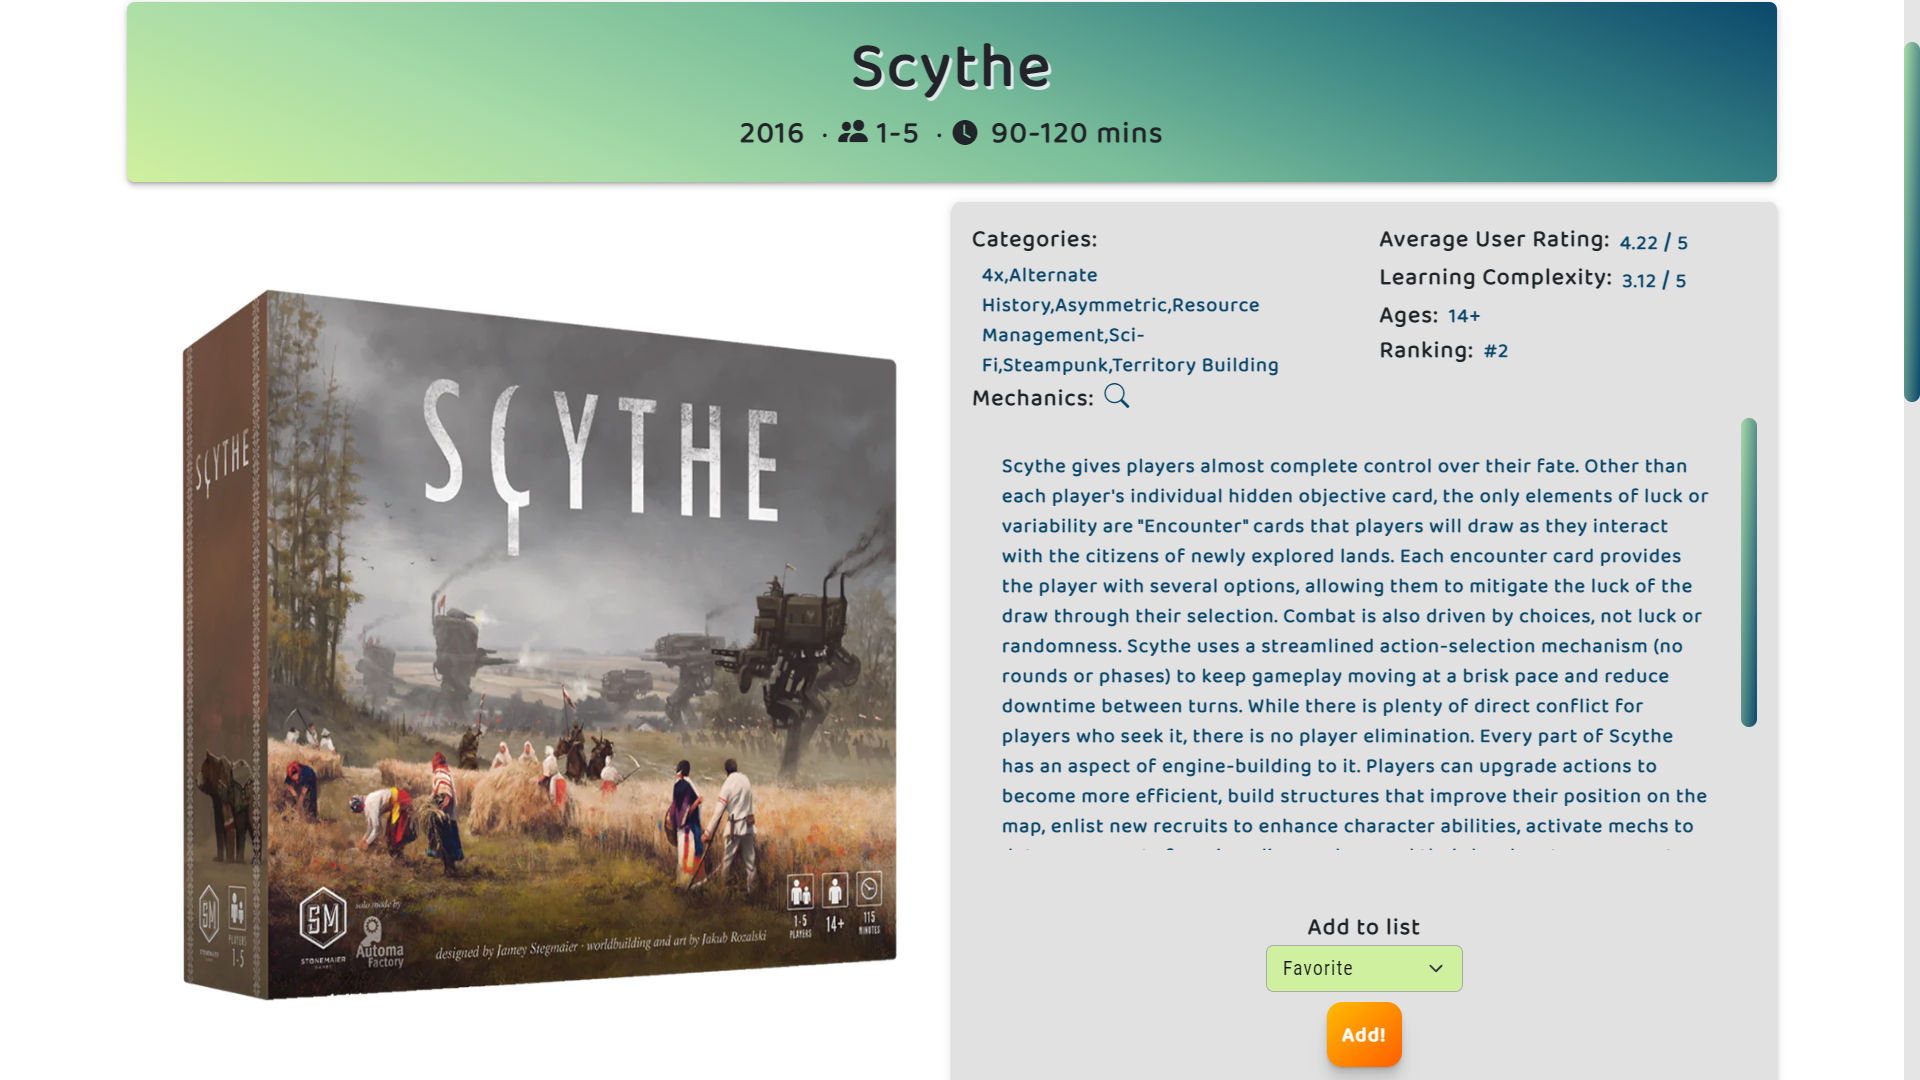 Scythe
2016 · 1-5 · 90-120 mins
Categories:
4x,Alternate
History,Asymmetric,Resource
Management,Sci-
Fi,Steampunk,Territory Building
Mechanics:
Average User Rating: 4.22 / 5
Learning Complexity: 3.12 / 5
Ages: 14+
Ranking: #2
Scythe gives players almost complete control over their fate. Other than
each player's individual hidden objective card, the only elements of luck or
variability are "Encounter" cards that players will draw as they interact
with the citizens of newly explored lands. Each encounter card provides
the player with several options, allowing them to mitigate the luck of the
draw through their selection. Combat is also driven by choices, not luck or
randomness. Scythe uses a streamlined action-selection mechanism (no
rounds or phases) to keep gameplay moving at a brisk pace and reduce
downtime between turns. While there is plenty of direct conflict for
players who seek it, there is no player elimination. Every part of Scythe
has an aspect of engine-building to it. Players can upgrade actions to
become more efficient, build structures that improve their position on the
map, enlist new recruits to enhance character abilities, activate mechs to
Add to list
Favorite
Add!
SCYTHE
SCYTHE
SM
PLAYERS
1-5
SM
STONEMAIER
GAMES
solo mode by
Automa
Factory
designed by Jamey Stegmaier · worldbuilding and art by Jakub Rozalski
1-5
PLAYERS
14+
115
MINUTES